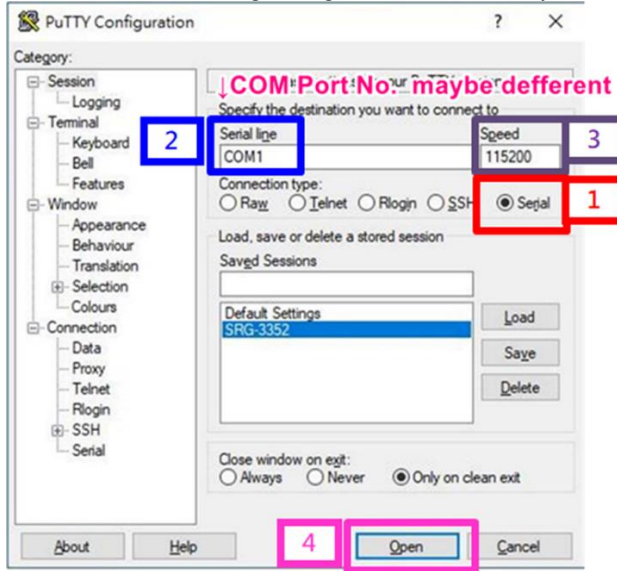 PuTTY Configuration ? ×
Category:
Session
Logging
Terminal
Keyboard
Bell
Features
Window
Appearance
Behaviour
Translation
Selection
Colours
Connection
Data
Proxy
Telnet
Rlogin
SSH
Serial
↓COM Port No. maybe defferent
Specify the destination you want to connect to
2
Serial line
Speed
3
COM1
115200
Connection type:
Raw Telnet Rlogin SSH Serial
1
Load, save or delete a stored session
Saved Sessions
Default Settings
SRG-3352
Load
Save
Delete
Close window on exit:
Always Never Only on clean exit
About Help 4 Open Cancel